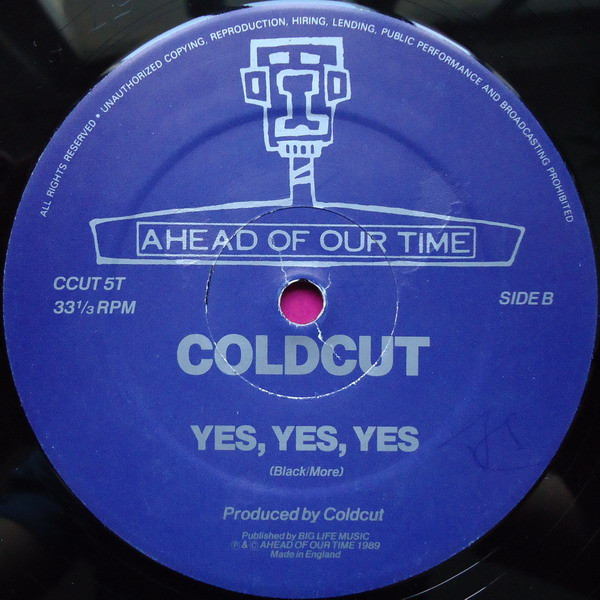 ALL RIGHTS RESERVED • UNAUTHORIZED COPYING, REPRODUCTION, HIRING, LENDING, PUBLIC PERFORMANCE AND BROADCASTING PROHIBITED
AHEAD OF OUR TIME
CCUT 5T
33 1/3 RPM
SIDE B
COLDCUT
YES, YES, YES
(Black/More)
Produced by Coldcut
Published by BIG LIFE MUSIC
℗ & © AHEAD OF OUR TIME 1989
Made in England